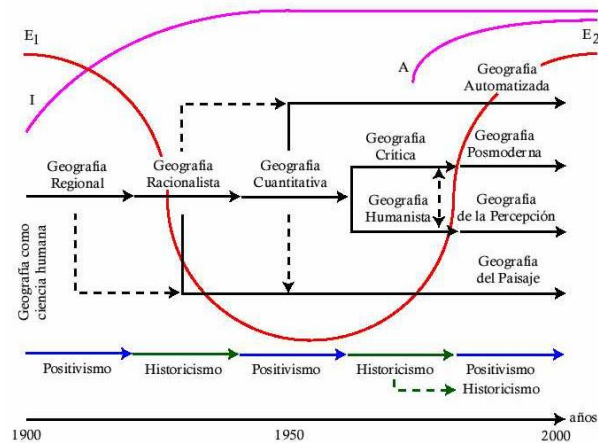 E1
E2
I
A
Geografía
Automatizada
Geografía
Regional
Geografía
Racionalista
Geografía
Cuantitativa
Geografía
Crítica
Geografía
Posmoderna
Geografía
Humanista
Geografía
de la Percepción
Geografía como
ciencia humana
Geografía
del Paisaje
Positivismo
Historicismo
Positivismo
Historicismo
Positivismo
Historicismo
años
1900
1950
2000